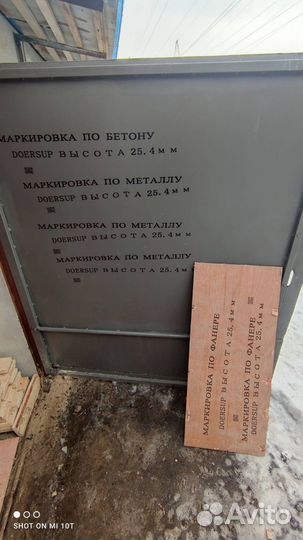 МАРКИРОВКА ПО БЕТОНУ
DOERSUP ВЫСОТА 25.4мм
МАРКИРОВКА ПО МЕТАЛЛУ
DOERSUP ВЫСОТА 25.4мм
МАРКИРОВКА ПО МЕТАЛЛУ
DOERSUP ВЫСОТА 25.4мм
МАРКИРОВКА ПО МЕТАЛЛУ
DOERSUP ВЫСОТА 25.4мм
МАРКИРОВКА ПО ФАНЕРЕ
DOERSUP ВЫСОТА 25.4мм
МАРКИРОВКА ПО ФАНЕРЕ
DOERSUP ВЫСОТА 25.4мм
SHOT ON MI 10T
Avito